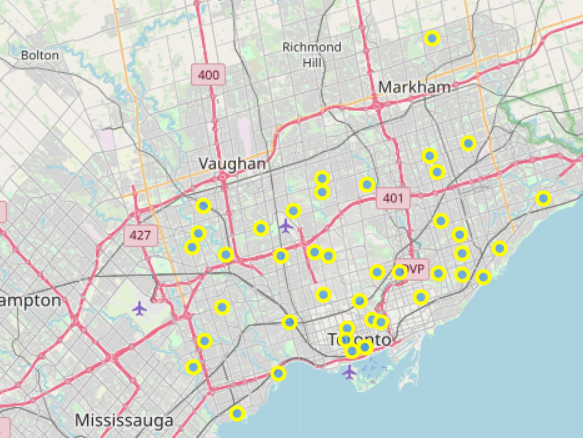 Bolton
Richmond
Hill
400
Markham
Vaughan
401
427
DVP
ampton
Toronto
Mississauga